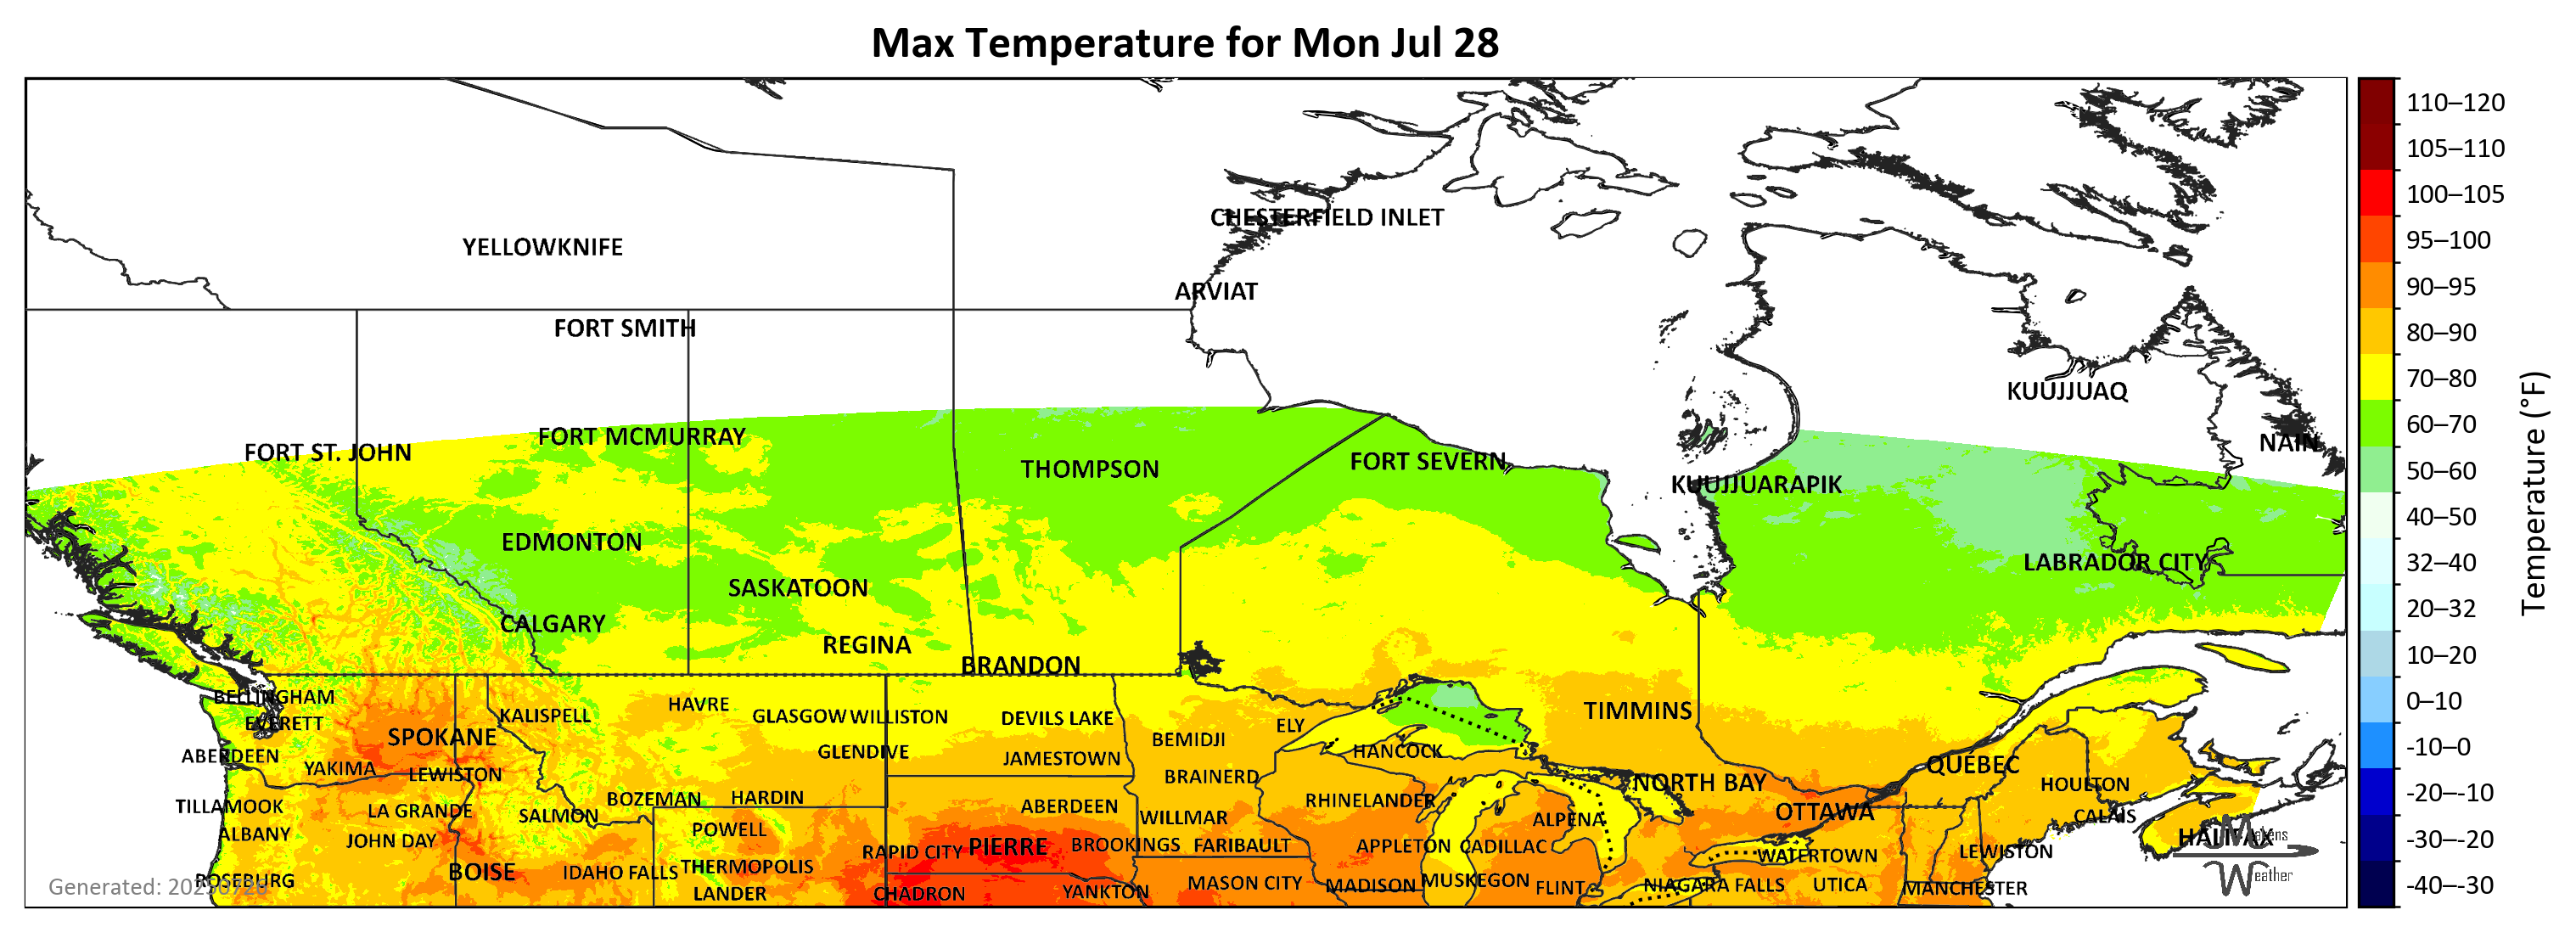 Max Temperature for Mon Jul 28
CHESTERFIELD INLET
YELLOWKNIFE
ARVIAT
FORT SMITH
KUUJJUAQ
FORT MCMURRAY
NAIN
FORT ST. JOHN
FORT SEVERN
THOMPSON
KUUJJUARAPIK
EDMONTON
LABRADOR CITY
SASKATOON
CALGARY
REGINA
BRANDON
BELLINGHAM
HAVRE
TIMMINS
KALISPELL
GLASGOW WILLISTON
DEVILS LAKE
EVERETT
ELY
SPOKANE
BEMIDJI
ABERDEEN
GLENDIVE
HANCOCK
JAMESTOWN
QUÉBEC
YAKIMA
LEWISTON
BRAINERD
NORTH BAY
HOULTON
BOZEMAN
HARDIN
RHINELANDER
TILLAMOOK
ABERDEEN
LA GRANDE
OTTAWA
SALMON
CALAIS
WILLMAR
ALPENA
ALBANY
POWELL
HALIFAX
JOHN DAY
PIERRE
BROOKINGS
FARIBAULT
APPLETON
CADILLAC
RAPID CITY
LEWISTON
WATERTOWN
BOISE
IDAHO FALLS
THERMOPOLIS
ROSEBURG
MUSKEGON
MASON CITY
MADISON
NIAGARA FALLS
UTICA
FLINT
MANCHESTER
LANDER
CHADRON
YANKTON
Matens
Weather
110–120
105–110
100–105
95–100
90–95
80–90
70–80
60–70
50–60
40–50
32–40
20–32
10–20
0–10
-10–0
-20–-10
-30–-20
-40–-30
Temperature (°F)